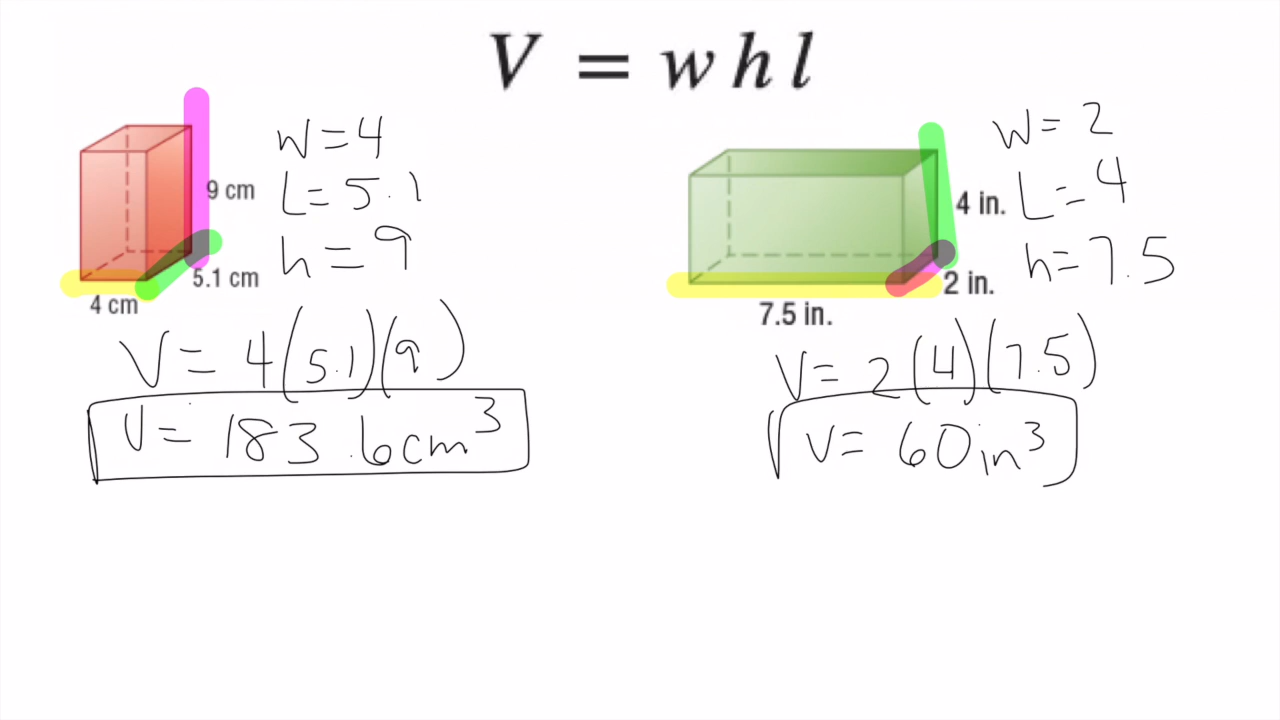 V = w h l
9 cm
5.1 cm
4 cm
W=4
L=5.1
h=9
V= 4(5.1)(9)
V= 183.6cm³
4 in.
2 in.
7.5 in.
W=2
L=4
h=7.5
V= 2(4)(7.5)
V= 60in³